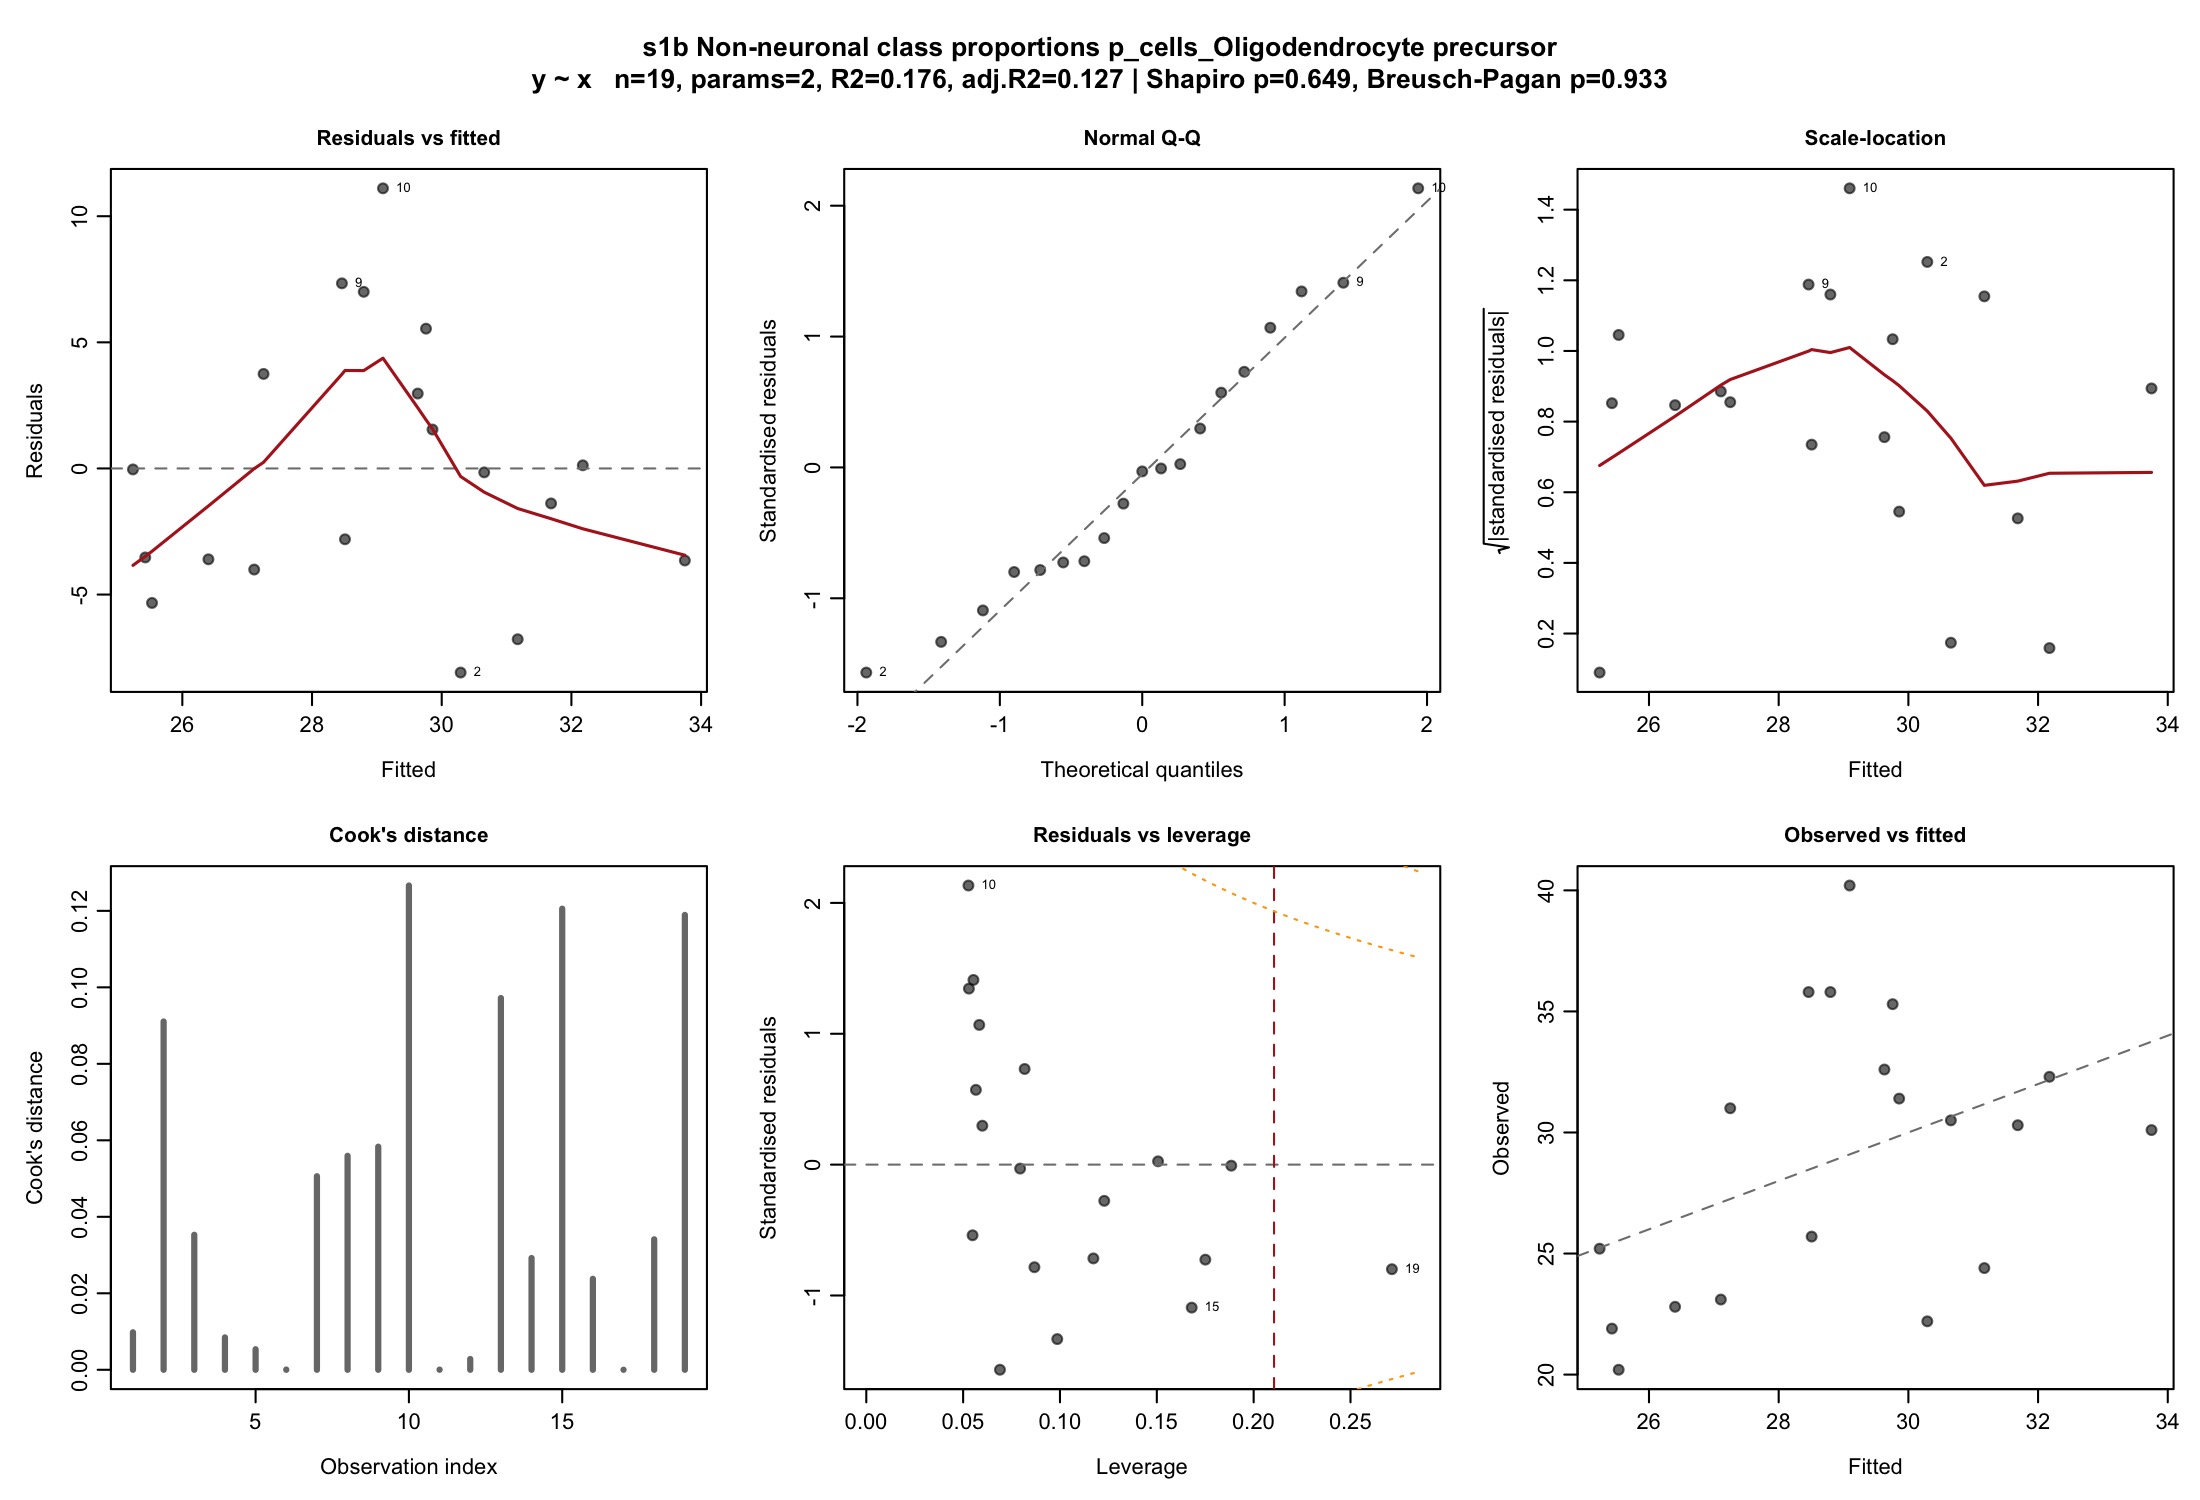 s1b Non-neuronal class proportions p_cells_Oligodendrocyte precursor
y ~ x   n=19, params=2, R2=0.176, adj.R2=0.127 | Shapiro p=0.649, Breusch-Pagan p=0.933
Residuals vs fitted
Residuals
10
5
0
-5
10
9
2
26 28 30 32 34
Fitted
Normal Q-Q
Standardised residuals
2
1
0
-1
10
9
2
-2 -1 0 1 2
Theoretical quantiles
Scale-location
√|standardised residuals|
1.4
1.2
1.0
0.8
0.6
0.4
0.2
10
2
9
26 28 30 32 34
Fitted
Cook's distance
Cook's distance
0.12
0.10
0.08
0.06
0.04
0.02
0.00
5 10 15
Observation index
Residuals vs leverage
Standardised residuals
2
1
0
-1
10
19
15
0.00 0.05 0.10 0.15 0.20 0.25
Leverage
Observed vs fitted
Observed
40
35
30
25
20
26 28 30 32 34
Fitted